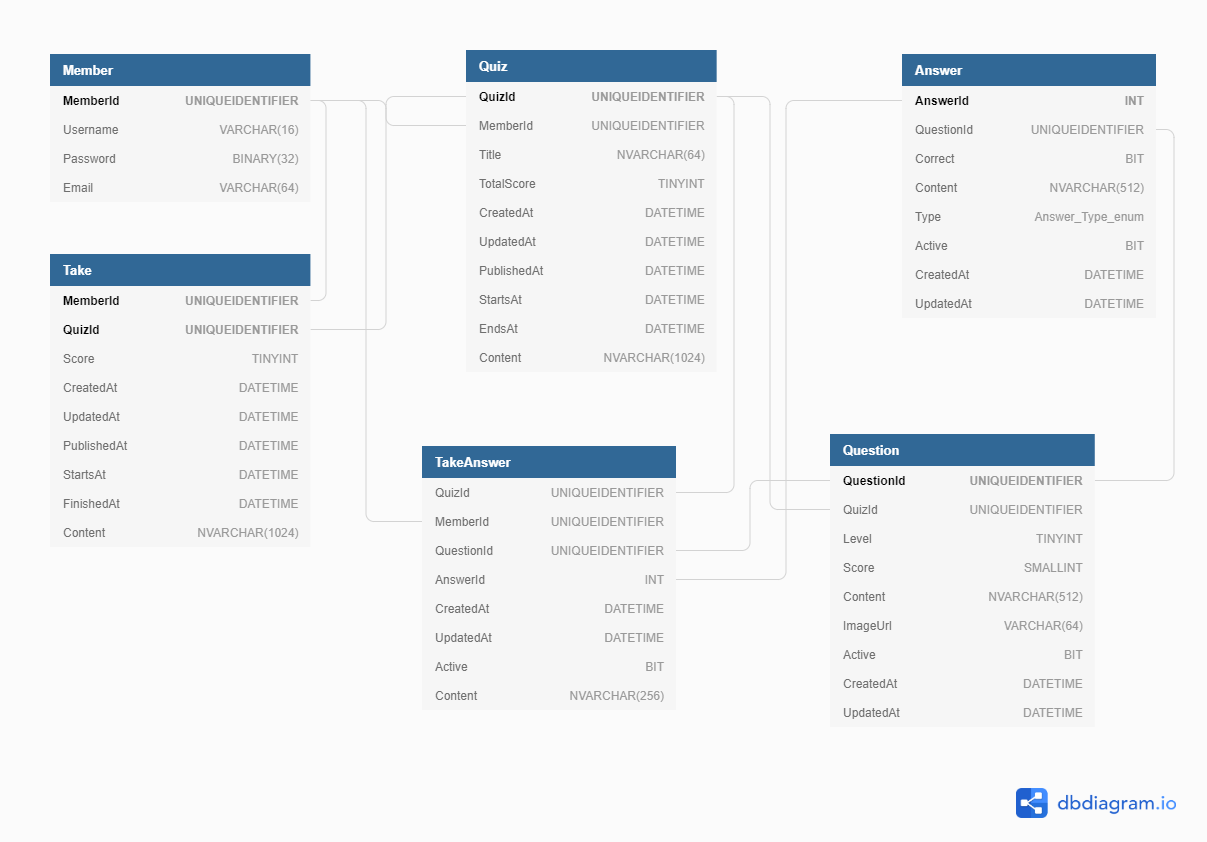 Member
MemberId UNIQUEIDENTIFIER
Username VARCHAR(16)
Password BINARY(32)
Email VARCHAR(64)
Take
MemberId UNIQUEIDENTIFIER
QuizId UNIQUEIDENTIFIER
Score TINYINT
CreatedAt DATETIME
UpdatedAt DATETIME
PublishedAt DATETIME
StartsAt DATETIME
FinishedAt DATETIME
Content NVARCHAR(1024)
Quiz
QuizId UNIQUEIDENTIFIER
MemberId UNIQUEIDENTIFIER
Title NVARCHAR(64)
TotalScore TINYINT
CreatedAt DATETIME
UpdatedAt DATETIME
PublishedAt DATETIME
StartsAt DATETIME
EndsAt DATETIME
Content NVARCHAR(1024)
TakeAnswer
QuizId UNIQUEIDENTIFIER
MemberId UNIQUEIDENTIFIER
QuestionId UNIQUEIDENTIFIER
AnswerId INT
CreatedAt DATETIME
UpdatedAt DATETIME
Active BIT
Content NVARCHAR(256)
Answer
AnswerId INT
QuestionId UNIQUEIDENTIFIER
Correct BIT
Content NVARCHAR(512)
Type Answer_Type_enum
Active BIT
CreatedAt DATETIME
UpdatedAt DATETIME
Question
QuestionId UNIQUEIDENTIFIER
QuizId UNIQUEIDENTIFIER
Level TINYINT
Score SMALLINT
Content NVARCHAR(512)
ImageUrl VARCHAR(64)
Active BIT
CreatedAt DATETIME
UpdatedAt DATETIME
dbdiagram.io